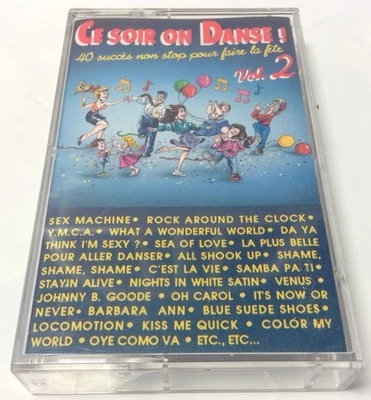 CE SOIR ON DANSE !
40 succès non stop pour faire la fête
Vol. 2
SEX MACHINE • ROCK AROUND THE CLOCK •
Y.M.C.A. • WHAT A WONDERFUL WORLD • DA YA
THINK I'M SEXY ? • SEA OF LOVE • LA PLUS BELLE
POUR ALLER DANSER • ALL SHOOK UP • SHAME,
SHAME, SHAME • C'EST LA VIE • SAMBA PA TI •
STAYIN ALIVE • NIGHTS IN WHITE SATIN • VENUS •
JOHNNY B. GOODE • OH CAROL • IT'S NOW OR
NEVER • BARBARA ANN • BLUE SUEDE SHOES •
LOCOMOTION • KISS ME QUICK • COLOR MY
WORLD • OYE COMO VA • ETC., ETC...